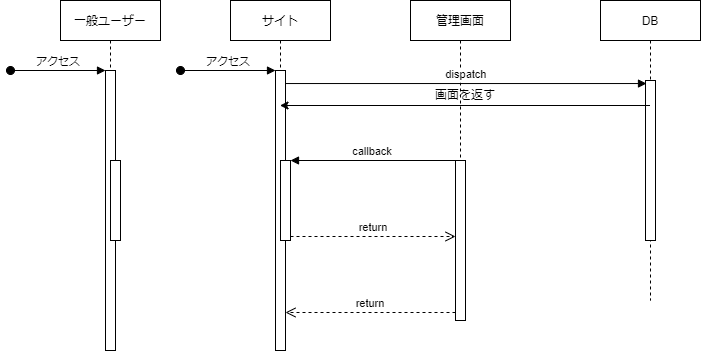 一般ユーザー
サイト
管理画面
DB
アクセス
アクセス
dispatch
画面を返す
callback
return
return